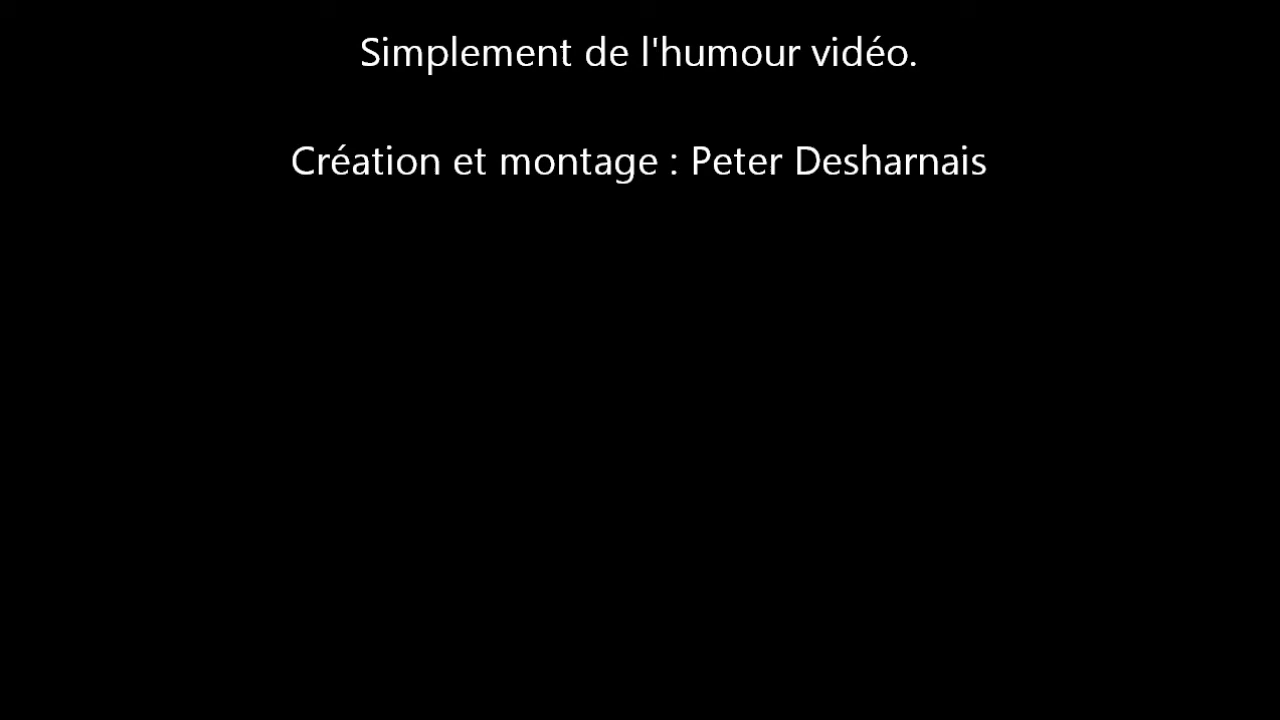 Simplement de l'humour vidéo.
Création et montage : Peter Desharnais